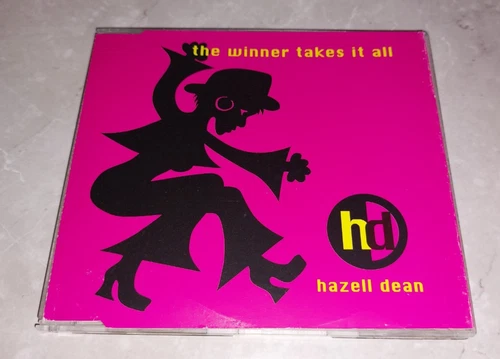 the winner takes it all
hd
hazell dean